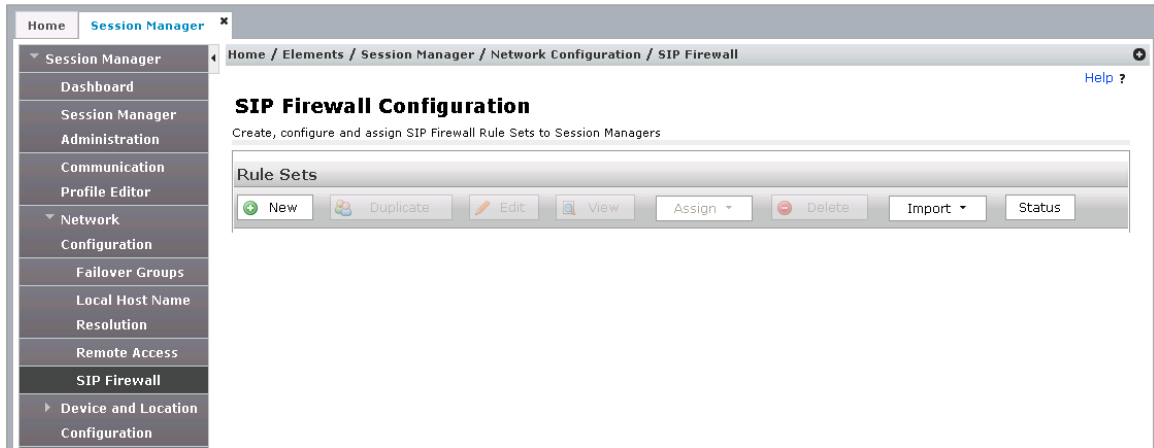 Home
Session Manager
Session Manager
Dashboard
Session Manager
Administration
Communication
Profile Editor
Network
Configuration
Failover Groups
Local Host Name
Resolution
Remote Access
SIP Firewall
Device and Location
Configuration
Home / Elements / Session Manager / Network Configuration / SIP Firewall
Help ?
SIP Firewall Configuration
Create, configure and assign SIP Firewall Rule Sets to Session Managers
Rule Sets
New Duplicate Edit View Assign Delete Import Status